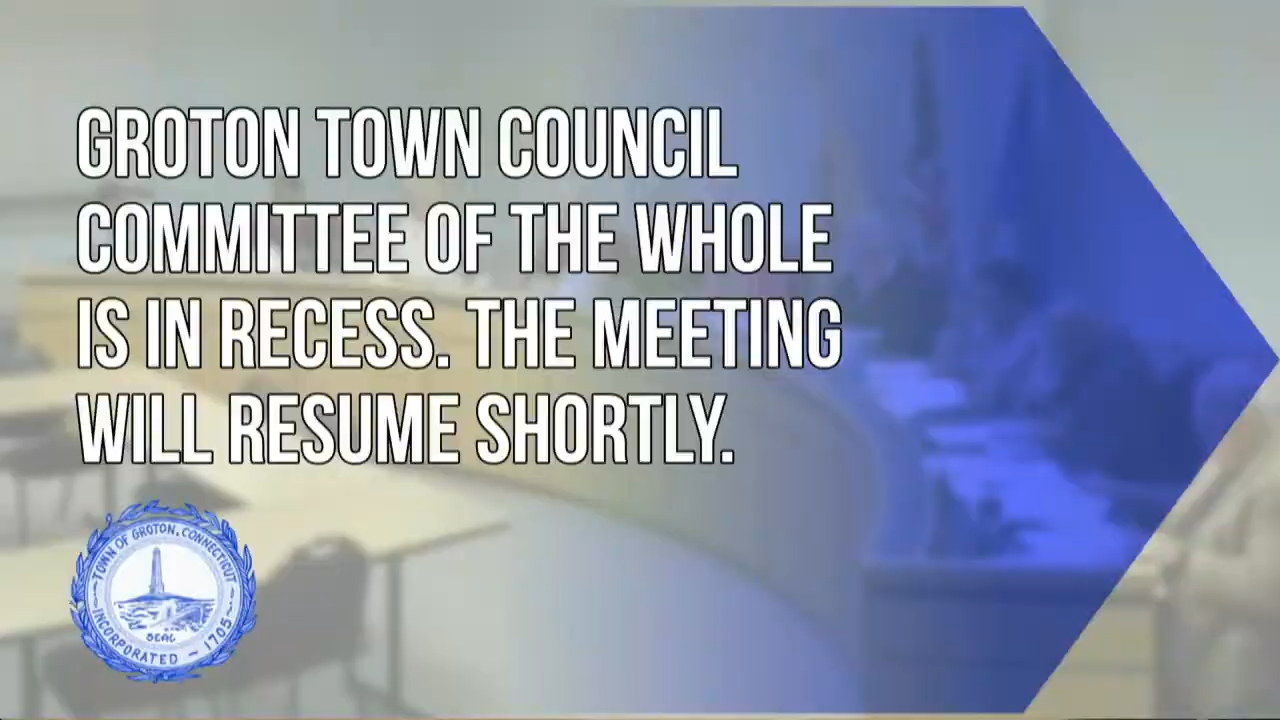 GROTON TOWN COUNCIL
COMMITTEE OF THE WHOLE
IS IN RECESS. THE MEETING
WILL RESUME SHORTLY.
TOWN OF GROTON, CONNECTICUT
SEAL
INCORPORATED ~ 1705